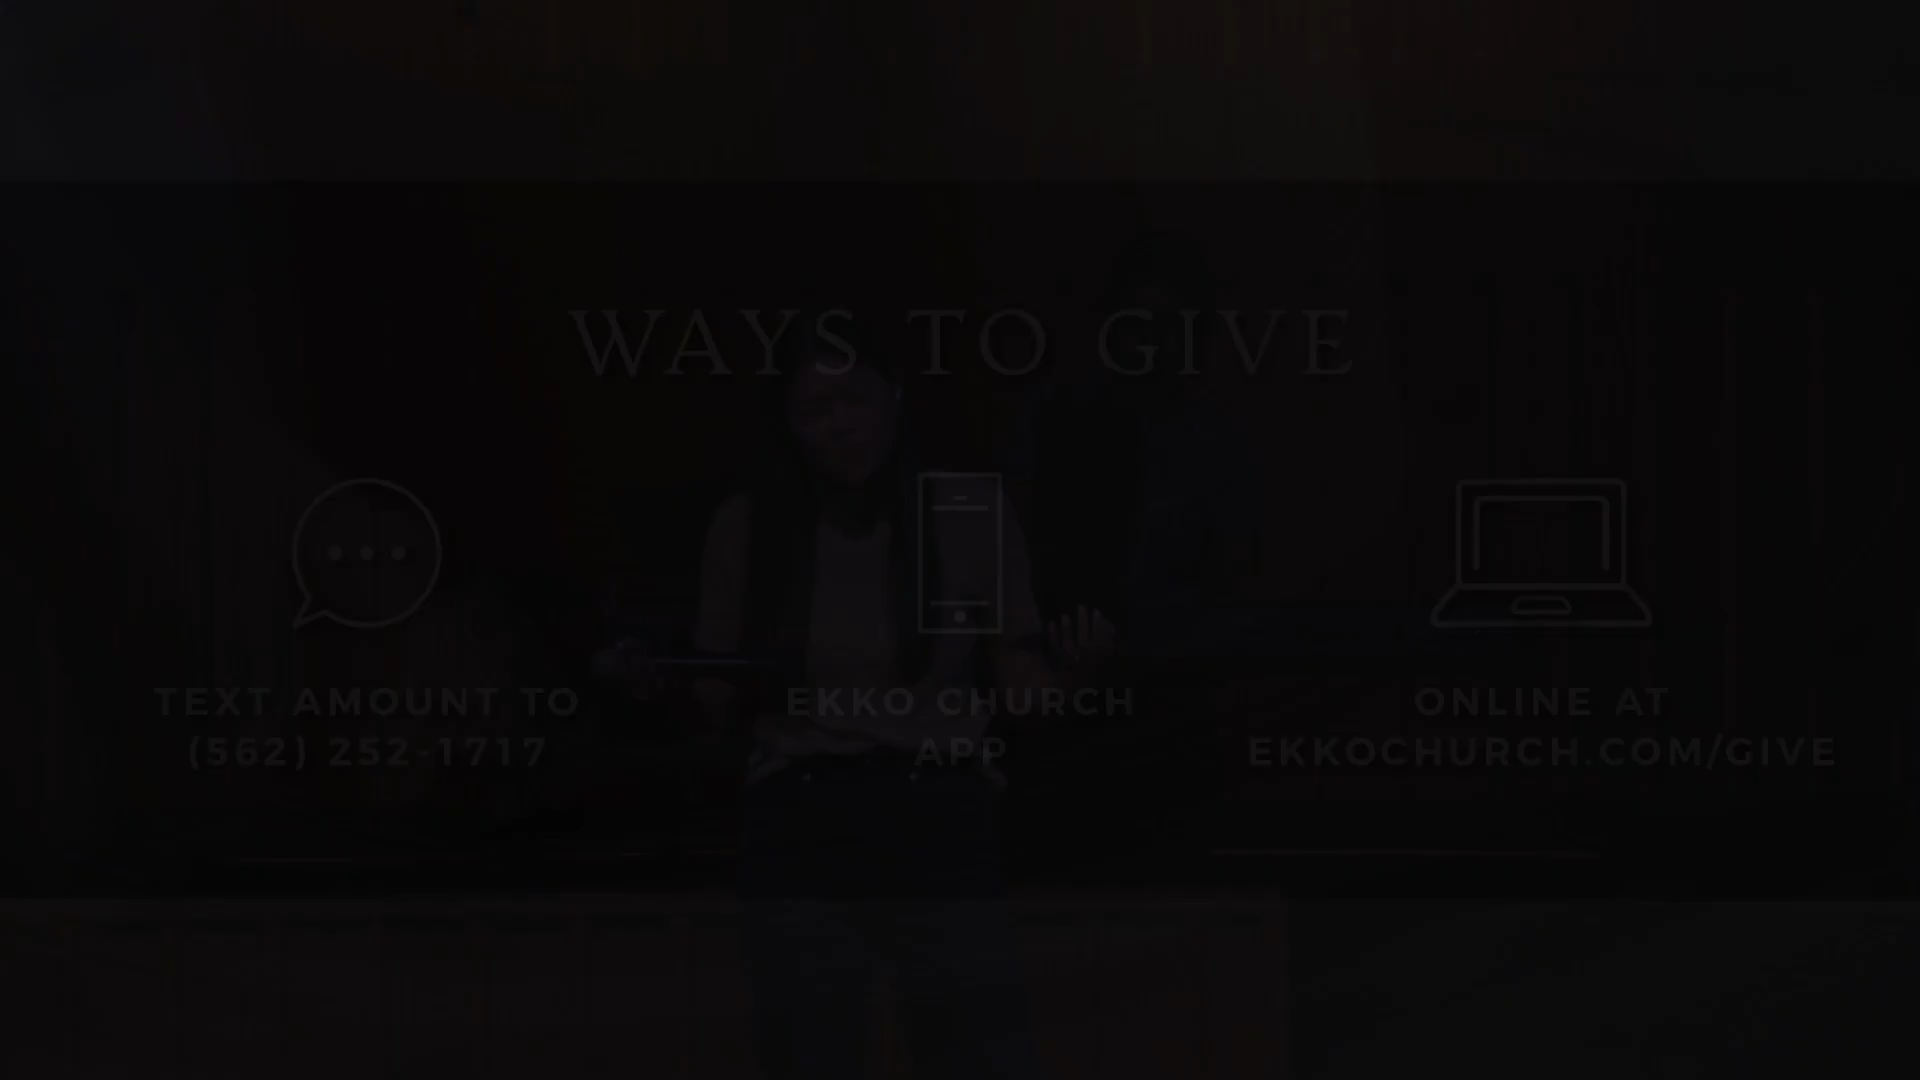 WAYS TO GIVE
TEXT AMOUNT TO
(562) 252-1717
EKKO CHURCH
APP
ONLINE AT
EKKOCHURCH.COM/GIVE